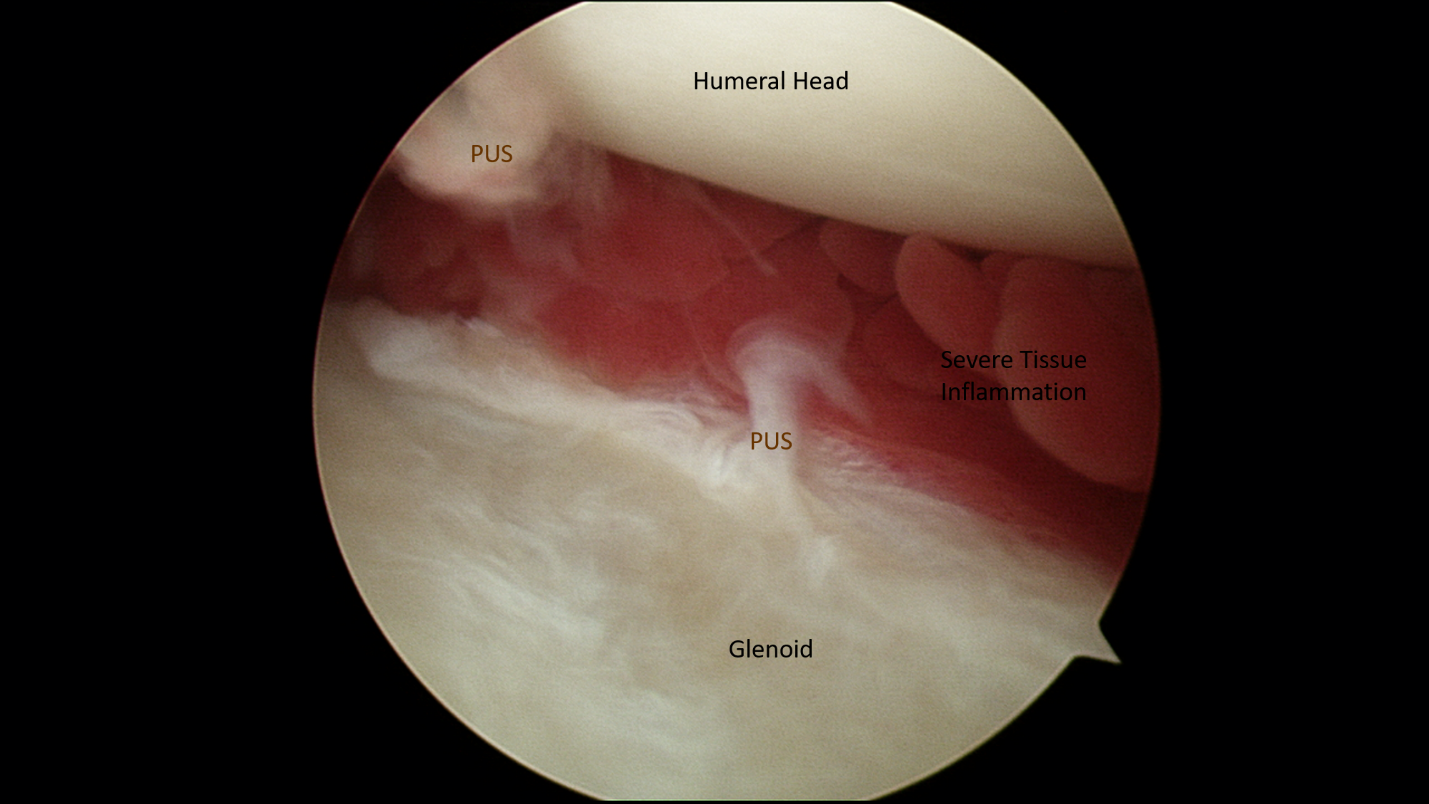 Humeral Head
PUS
Severe Tissue
Inflammation
PUS
Glenoid